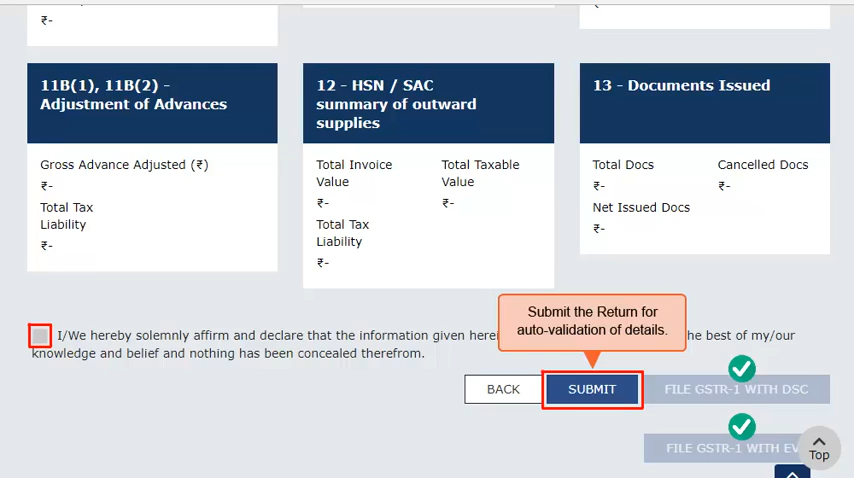 ₹-
11B(1), 11B(2) -
Adjustment of Advances
Gross Advance Adjusted (₹)
₹-
Total Tax
Liability
₹-
12 - HSN / SAC
summary of outward
supplies
Total Invoice
Value
₹-
Total Taxable
Value
₹-
Total Tax
Liability
₹-
13 - Documents Issued
Total Docs
₹-
Cancelled Docs
₹-
Net Issued Docs
₹-
Submit the Return for
auto-validation of details.
I/We hereby solemnly affirm and declare that the information given herei he best of my/our
knowledge and belief and nothing has been concealed therefrom.
BACK
SUBMIT
FILE GSTR-1 WITH DSC
FILE GSTR-1 WITH EV
Top